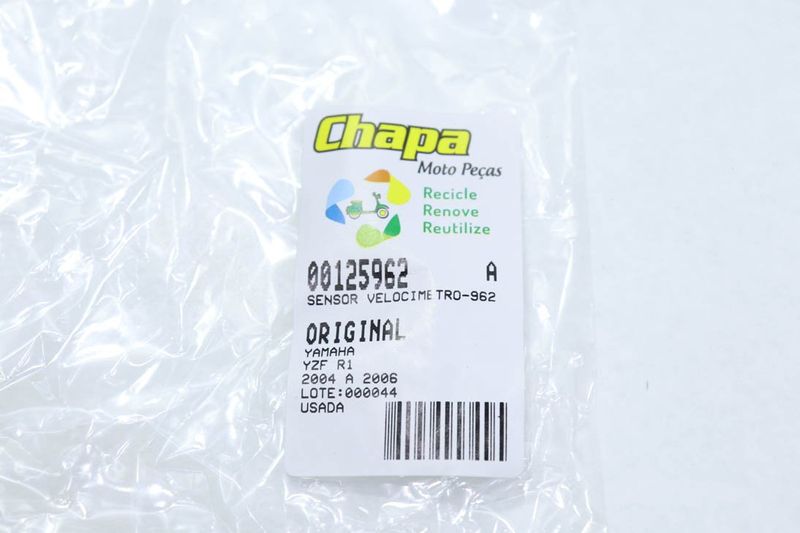 Chapa
Moto Peças
Recicle
Renove
Reutilize
00125962 A
SENSOR VELOCIMETRO-962
ORIGINAL
YAMAHA
YZF R1
2004 A 2006
LOTE:000044
USADA